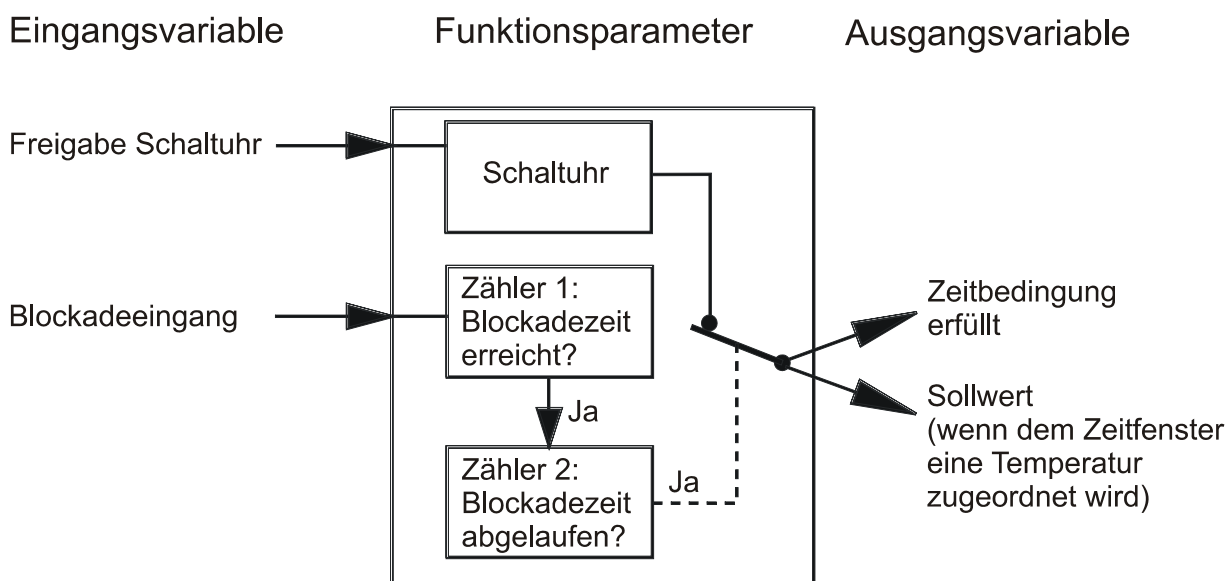 Eingangsvariable
Funktionsparameter
Ausgangsvariable
Freigabe Schaltuhr
Schaltuhr
Blockadeeingang
Zähler 1:
Blockadezeit
erreicht?
Ja
Zähler 2:
Blockadezeit
abgelaufen?
Ja
Zeitbedingung
erfüllt
Sollwert
(wenn dem Zeitfenster
eine Temperatur
zugeordnet wird)